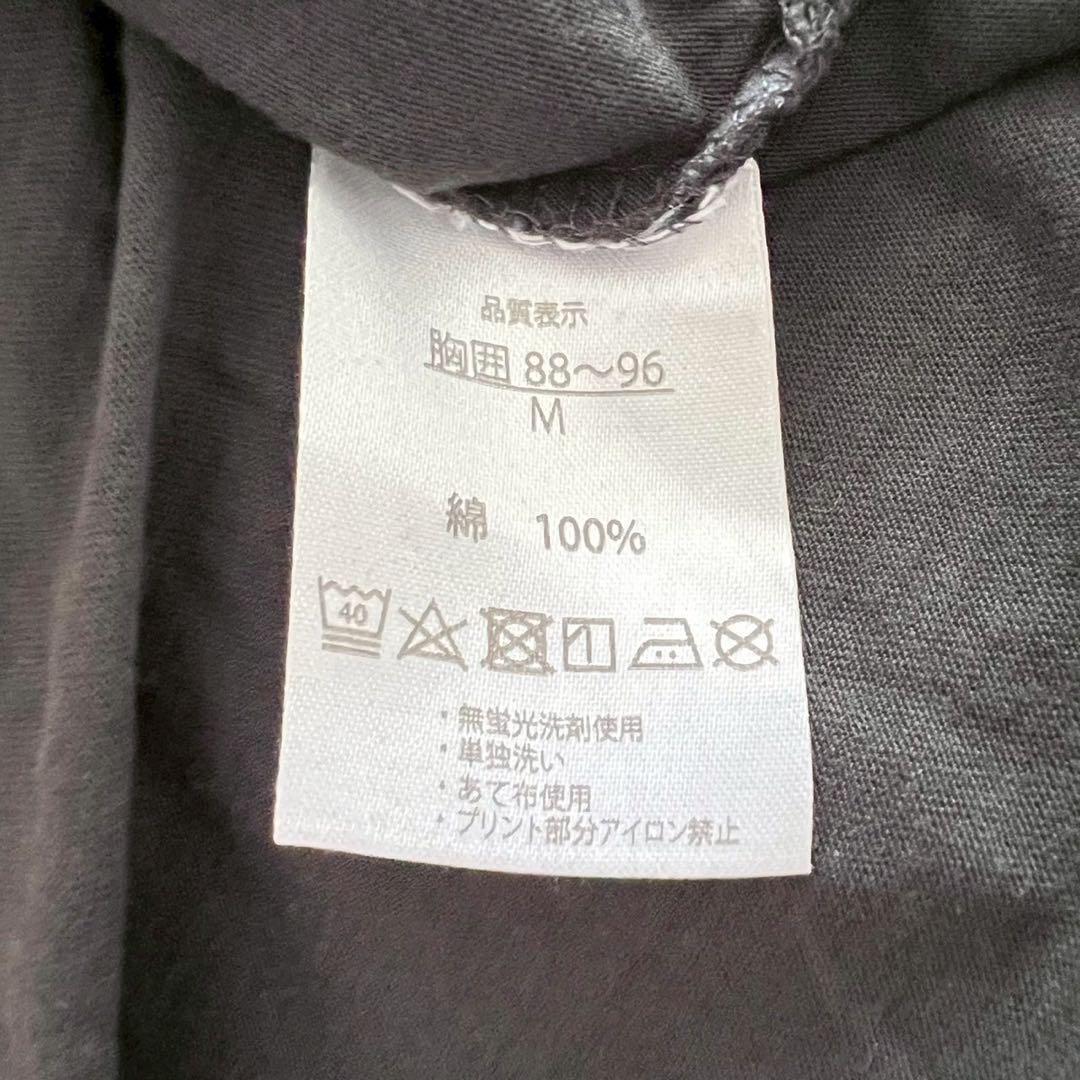 品質表示
胸囲 88〜96
M
綿 100%
40
・無蛍光洗剤使用
・単独洗い
・あて布使用
・プリント部分アイロン禁止